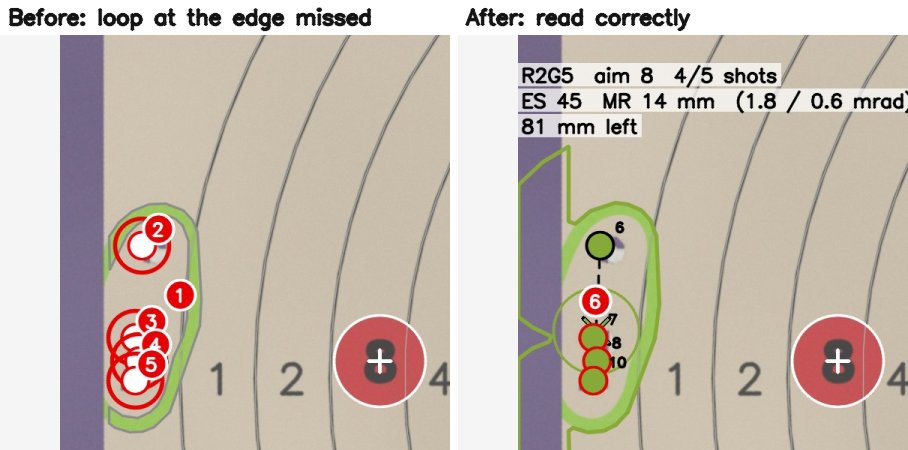 Before: loop at the edge missed
After: read correctly
R2G5 aim 8 4/5 shots
ES 45 MR 14 mm (1.8 / 0.6 mrad)
81 mm left
2
1
3
4
5
1 2 8 4
6
6
7
8
10
1 2 8 4